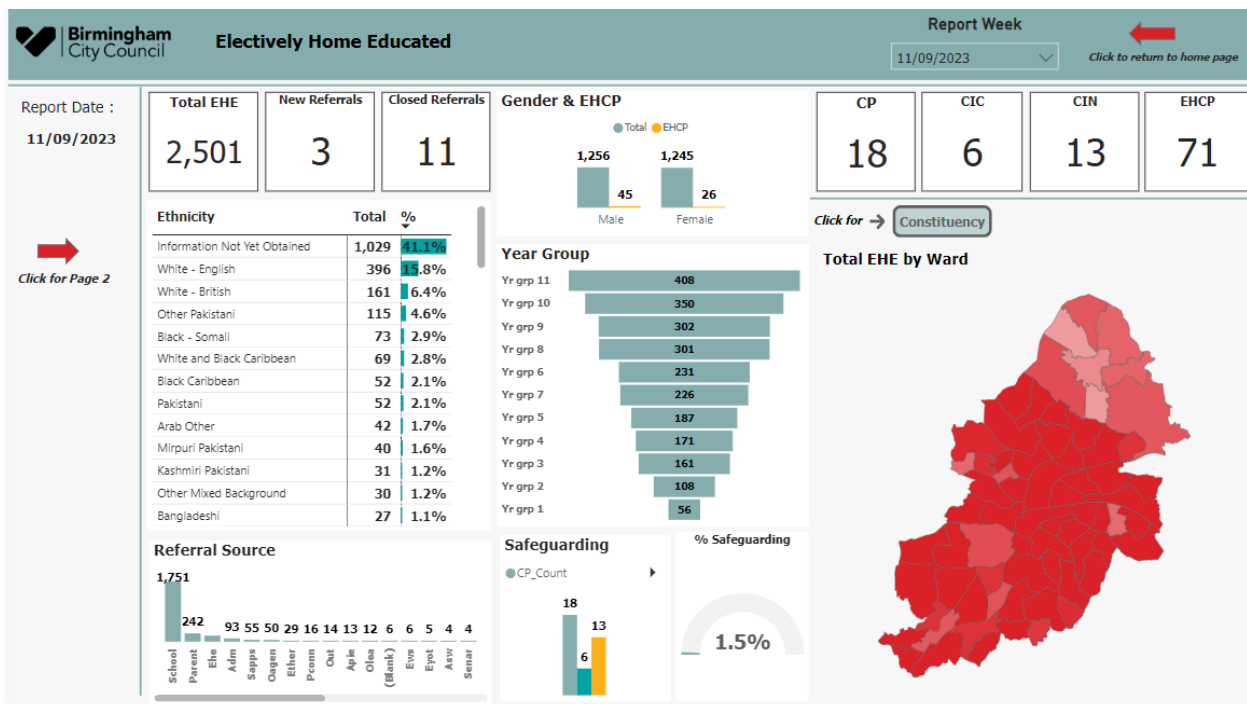 Birmingham
City Council
Electively Home Educated
Report Week
11/09/2023
Click to return to home page
Report Date :
11/09/2023
Click for Page 2
Total EHE
2,501
New Referrals
3
Closed Referrals
11
Ethnicity Total %
Information Not Yet Obtained 1,029 41.1%
White - English 396 15.8%
White - British 161 6.4%
Other Pakistani 115 4.6%
Black - Somali 73 2.9%
White and Black Caribbean 69 2.8%
Black Caribbean 52 2.1%
Pakistani 52 2.1%
Arab Other 42 1.7%
Mirpuri Pakistani 40 1.6%
Kashmiri Pakistani 31 1.2%
Other Mixed Background 30 1.2%
Bangladeshi 27 1.1%
Referral Source
1,751 242 93 55 50 29 16 14 13 12 6 6 5 4 4
School Parent Ehe Adm Sapps Oagen Ether Pconn Out Apie Olea (Blank) Ews Eyot Asw Senar
Gender & EHCP
Total EHCP
1,256 45 1,245 26
Male Female
Year Group
Yr grp 11 408
Yr grp 10 350
Yr grp 9 302
Yr grp 8 301
Yr grp 6 231
Yr grp 7 226
Yr grp 5 187
Yr grp 4 171
Yr grp 3 161
Yr grp 2 108
Yr grp 1 56
Safeguarding
CP_Count
18 6 13
% Safeguarding
1.5%
CP
18
CIC
6
CIN
13
EHCP
71
Click for → Constituency
Total EHE by Ward